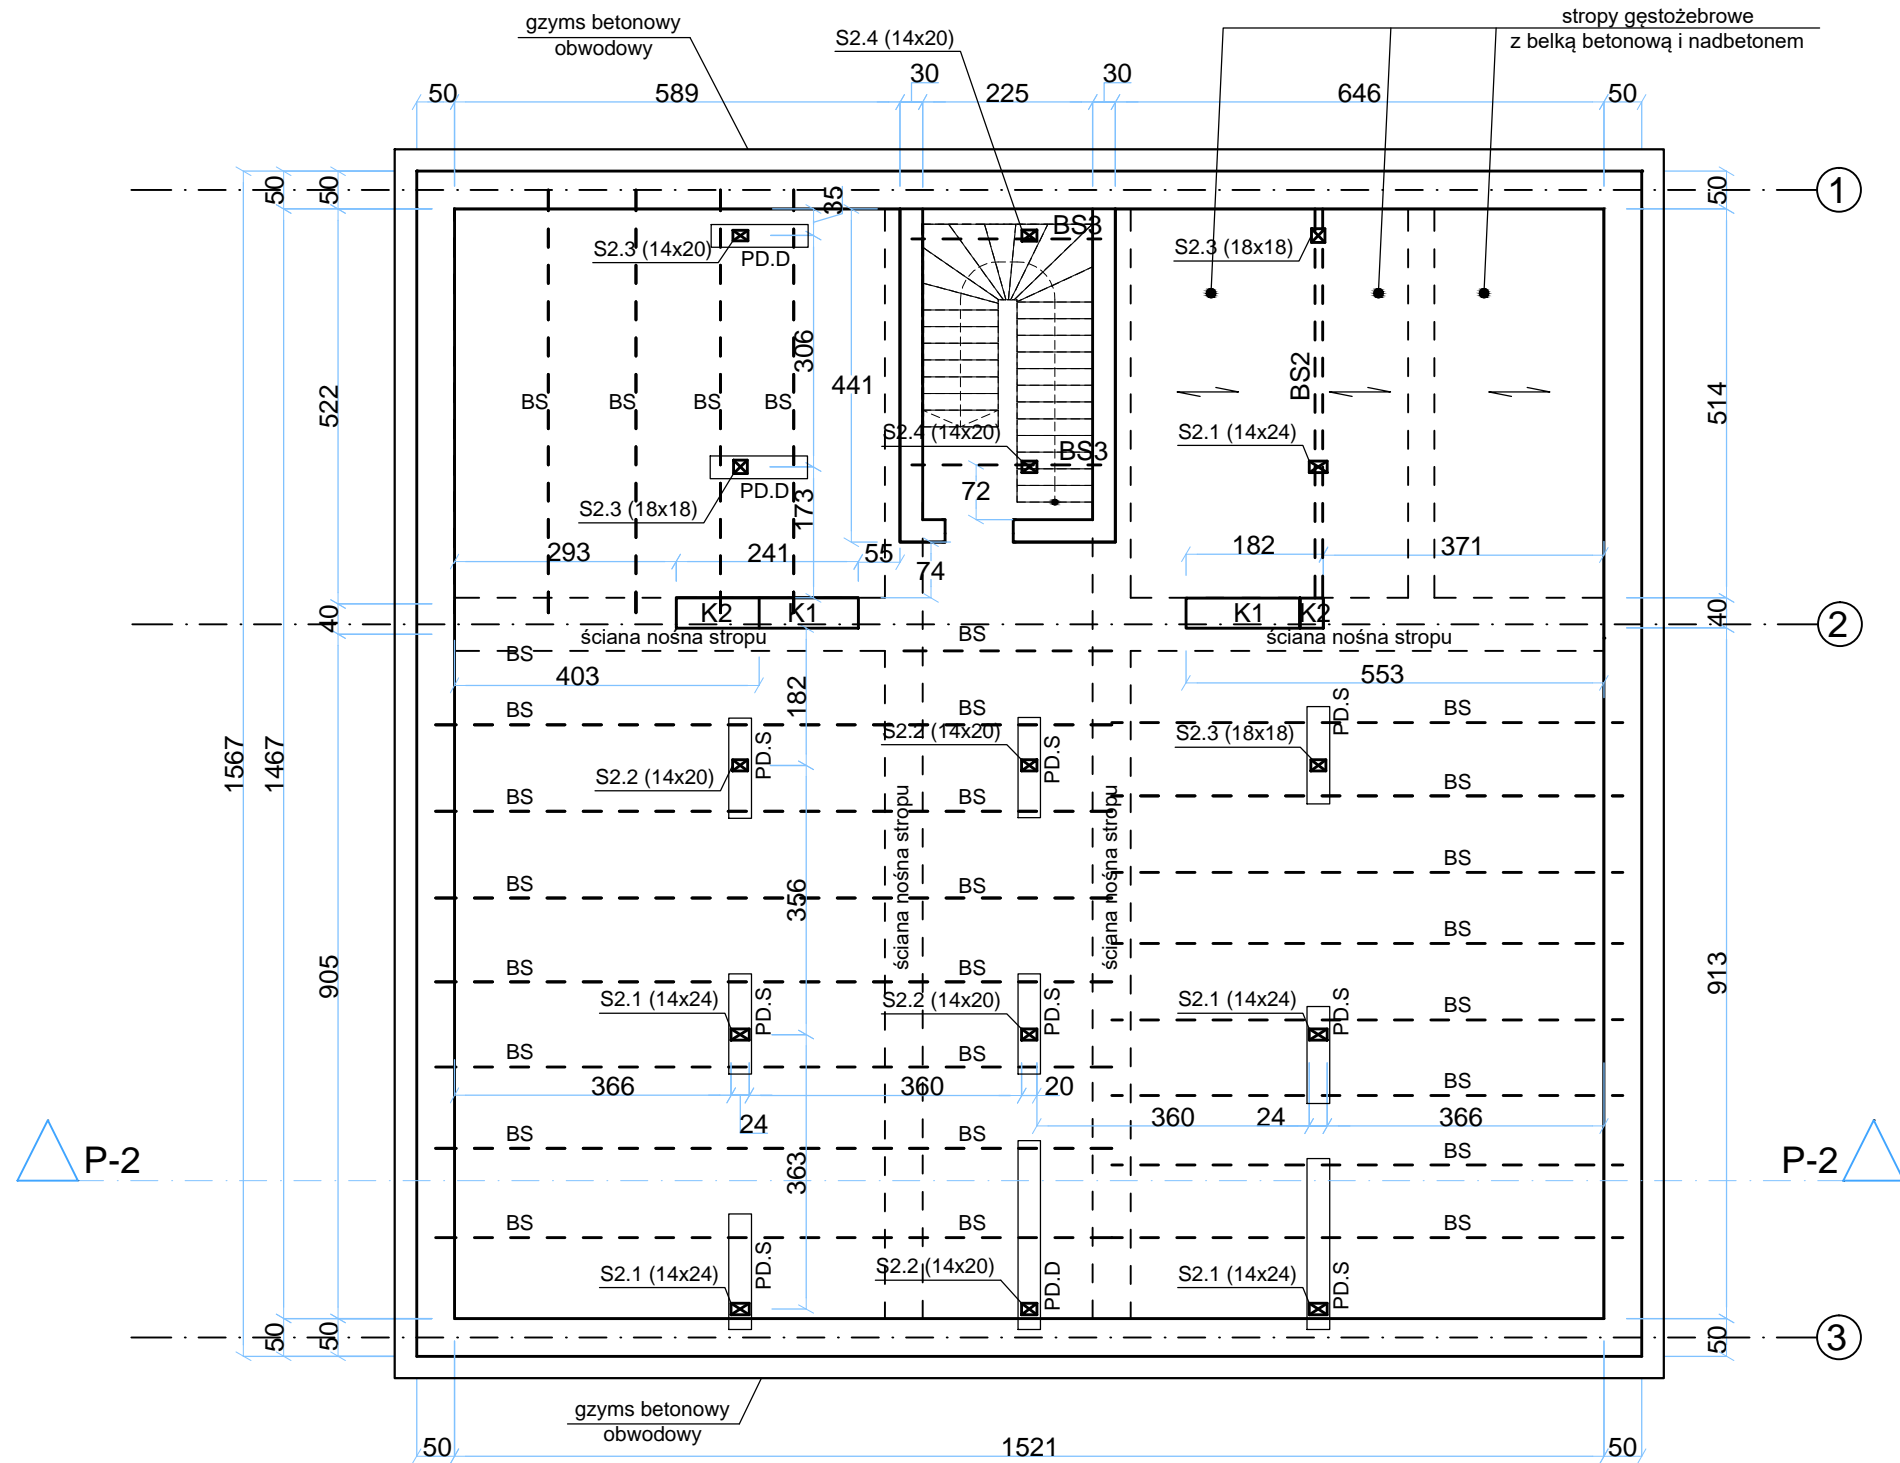 gzyms betonowy
obwodowy
S2.4 (14x20)
stropy gęstożebrowe
z belką betonową i nadbetonem
50
589
30
225
30
646
50
1
50
50
35
50
S2.3 (14x20)
PD.D
BS3
S2.3 (18x18)
306
441
BS2
522
BS
BS
BS
BS
514
S2.4 (14x20)
BS3
S2.1 (14x24)
PD.D
72
S2.3 (18x18)
173
293
241
55
74
182
371
40
K2
K1
K1
K2
40
2
ściana nośna stropu
BS
ściana nośna stropu
BS
403
182
553
BS
BS
PD.S
BS
1567
1467
S2.2 (14x20)
PD.S
S2.2 (14x20)
PD.S
S2.3 (18x18)
BS
BS
BS
ściana nośna stropu
ściana nośna stropu
BS
356
BS
BS
BS
905
BS
BS
913
S2.1 (14x24)
PD.S
S2.2 (14x20)
PD.S
S2.1 (14x24)
PD.S
BS
BS
BS
BS
366
360
20
24
360
24
366
BS
BS
BS
P-2
363
P-2
BS
BS
BS
S2.1 (14x24)
PD.S
S2.2 (14x20)
PD.D
S2.1 (14x24)
PD.S
50
50
50
3
gzyms betonowy
obwodowy
50
1521
50